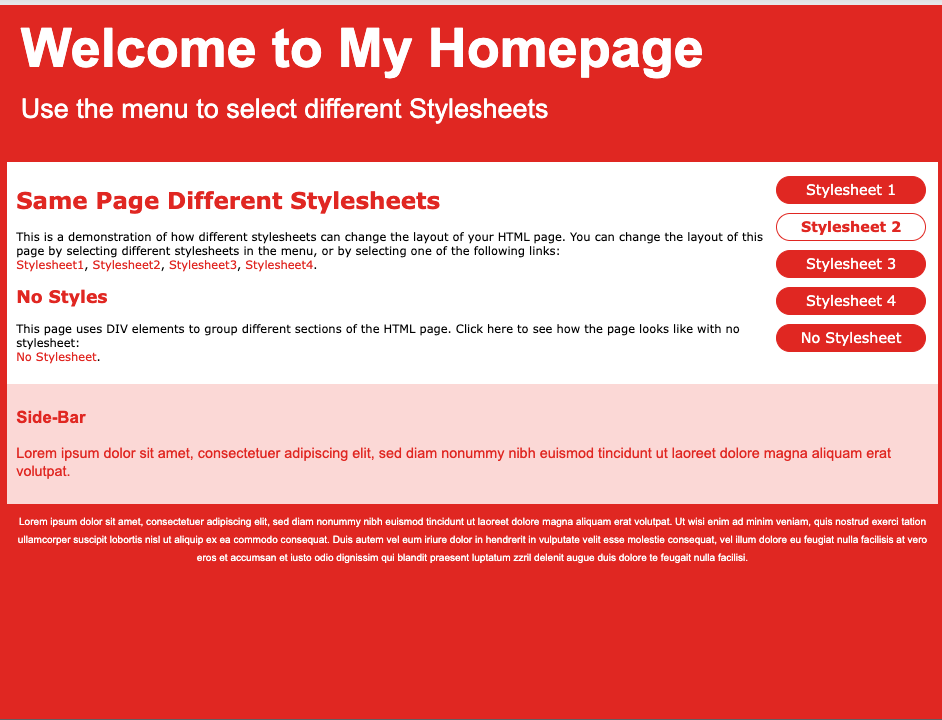 Welcome to My Homepage
Use the menu to select different Stylesheets
Same Page Different Stylesheets
This is a demonstration of how different stylesheets can change the layout of your HTML page. You can change the layout of this
page by selecting different stylesheets in the menu, or by selecting one of the following links:
Stylesheet1, Stylesheet2, Stylesheet3, Stylesheet4.
No Styles
This page uses DIV elements to group different sections of the HTML page. Click here to see how the page looks like with no
stylesheet:
No Stylesheet.
Stylesheet 1
Stylesheet 2
Stylesheet 3
Stylesheet 4
No Stylesheet
Side-Bar
Lorem ipsum dolor sit amet, consectetuer adipiscing elit, sed diam nonummy nibh euismod tincidunt ut laoreet dolore magna aliquam erat
volutpat.
Lorem ipsum dolor sit amet, consectetuer adipiscing elit, sed diam nonummy nibh euismod tincidunt ut laoreet dolore magna aliquam erat volutpat. Ut wisi enim ad minim veniam, quis nostrud exerci tation
ullamcorper suscipit lobortis nisl ut aliquip ex ea commodo consequat. Duis autem vel eum iriure dolor in hendrerit in vulputate velit esse molestie consequat, vel illum dolore eu feugiat nulla facilisis at vero
eros et accumsan et iusto odio dignissim qui blandit praesent luptatum zzril delenit augue duis dolore te feugait nulla facilisi.